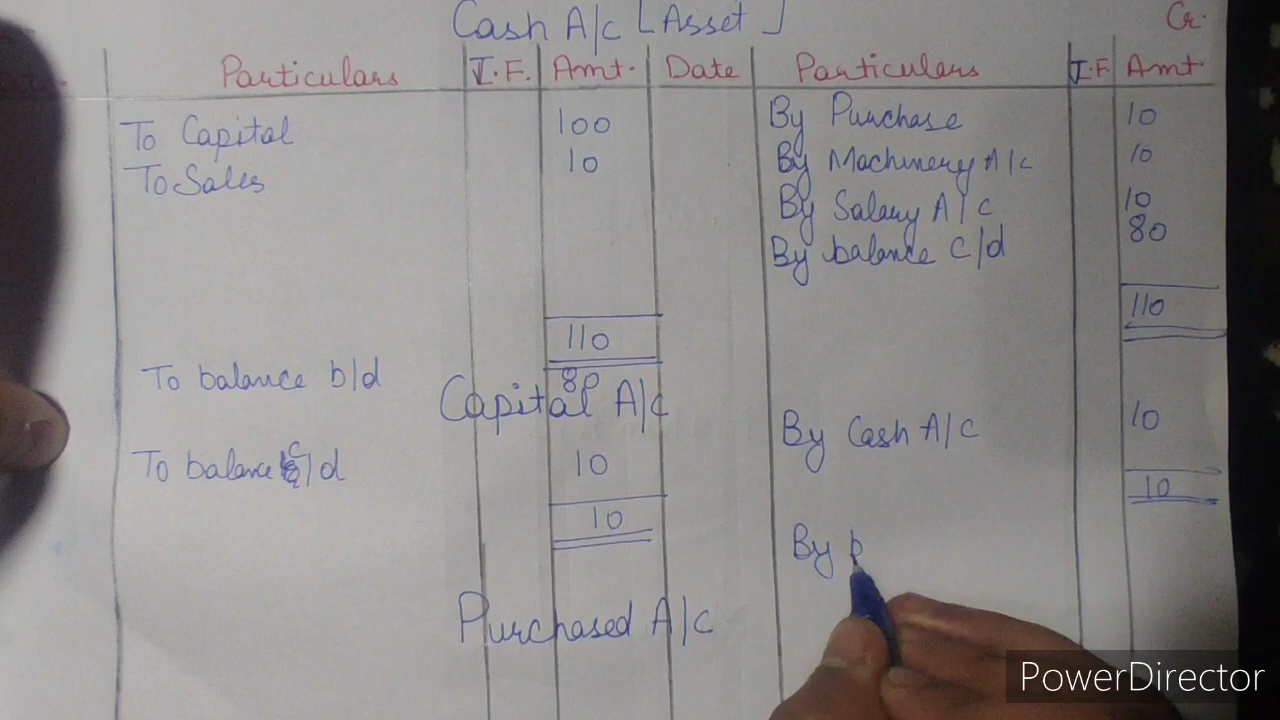 Cash A/c [Asset]
Cr.
Particulars J.F. Amt. Date Particulars J.F. Amt.
To Capital 100 By Purchase 10
To Sales 10 By Machinery A/c 10
By Salary A/c 10
By balance c/d 80
110 110
To balance b/d 80
Capital A/c
By Cash A/c 10
To balance c/d 10
10 10
By b
Purchased A/c
PowerDirector